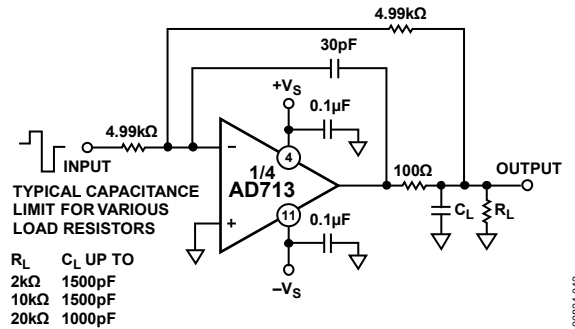 4.99kΩ
30pF
+VS
0.1µF
4.99kΩ
–
4
INPUT
1/4
AD713
100Ω
OUTPUT
TYPICAL CAPACITANCE
LIMIT FOR VARIOUS
LOAD RESISTORS
+
11
0.1µF
CL
RL
–VS
RL CL UP TO
2kΩ 1500pF
10kΩ 1500pF
20kΩ 1000pF